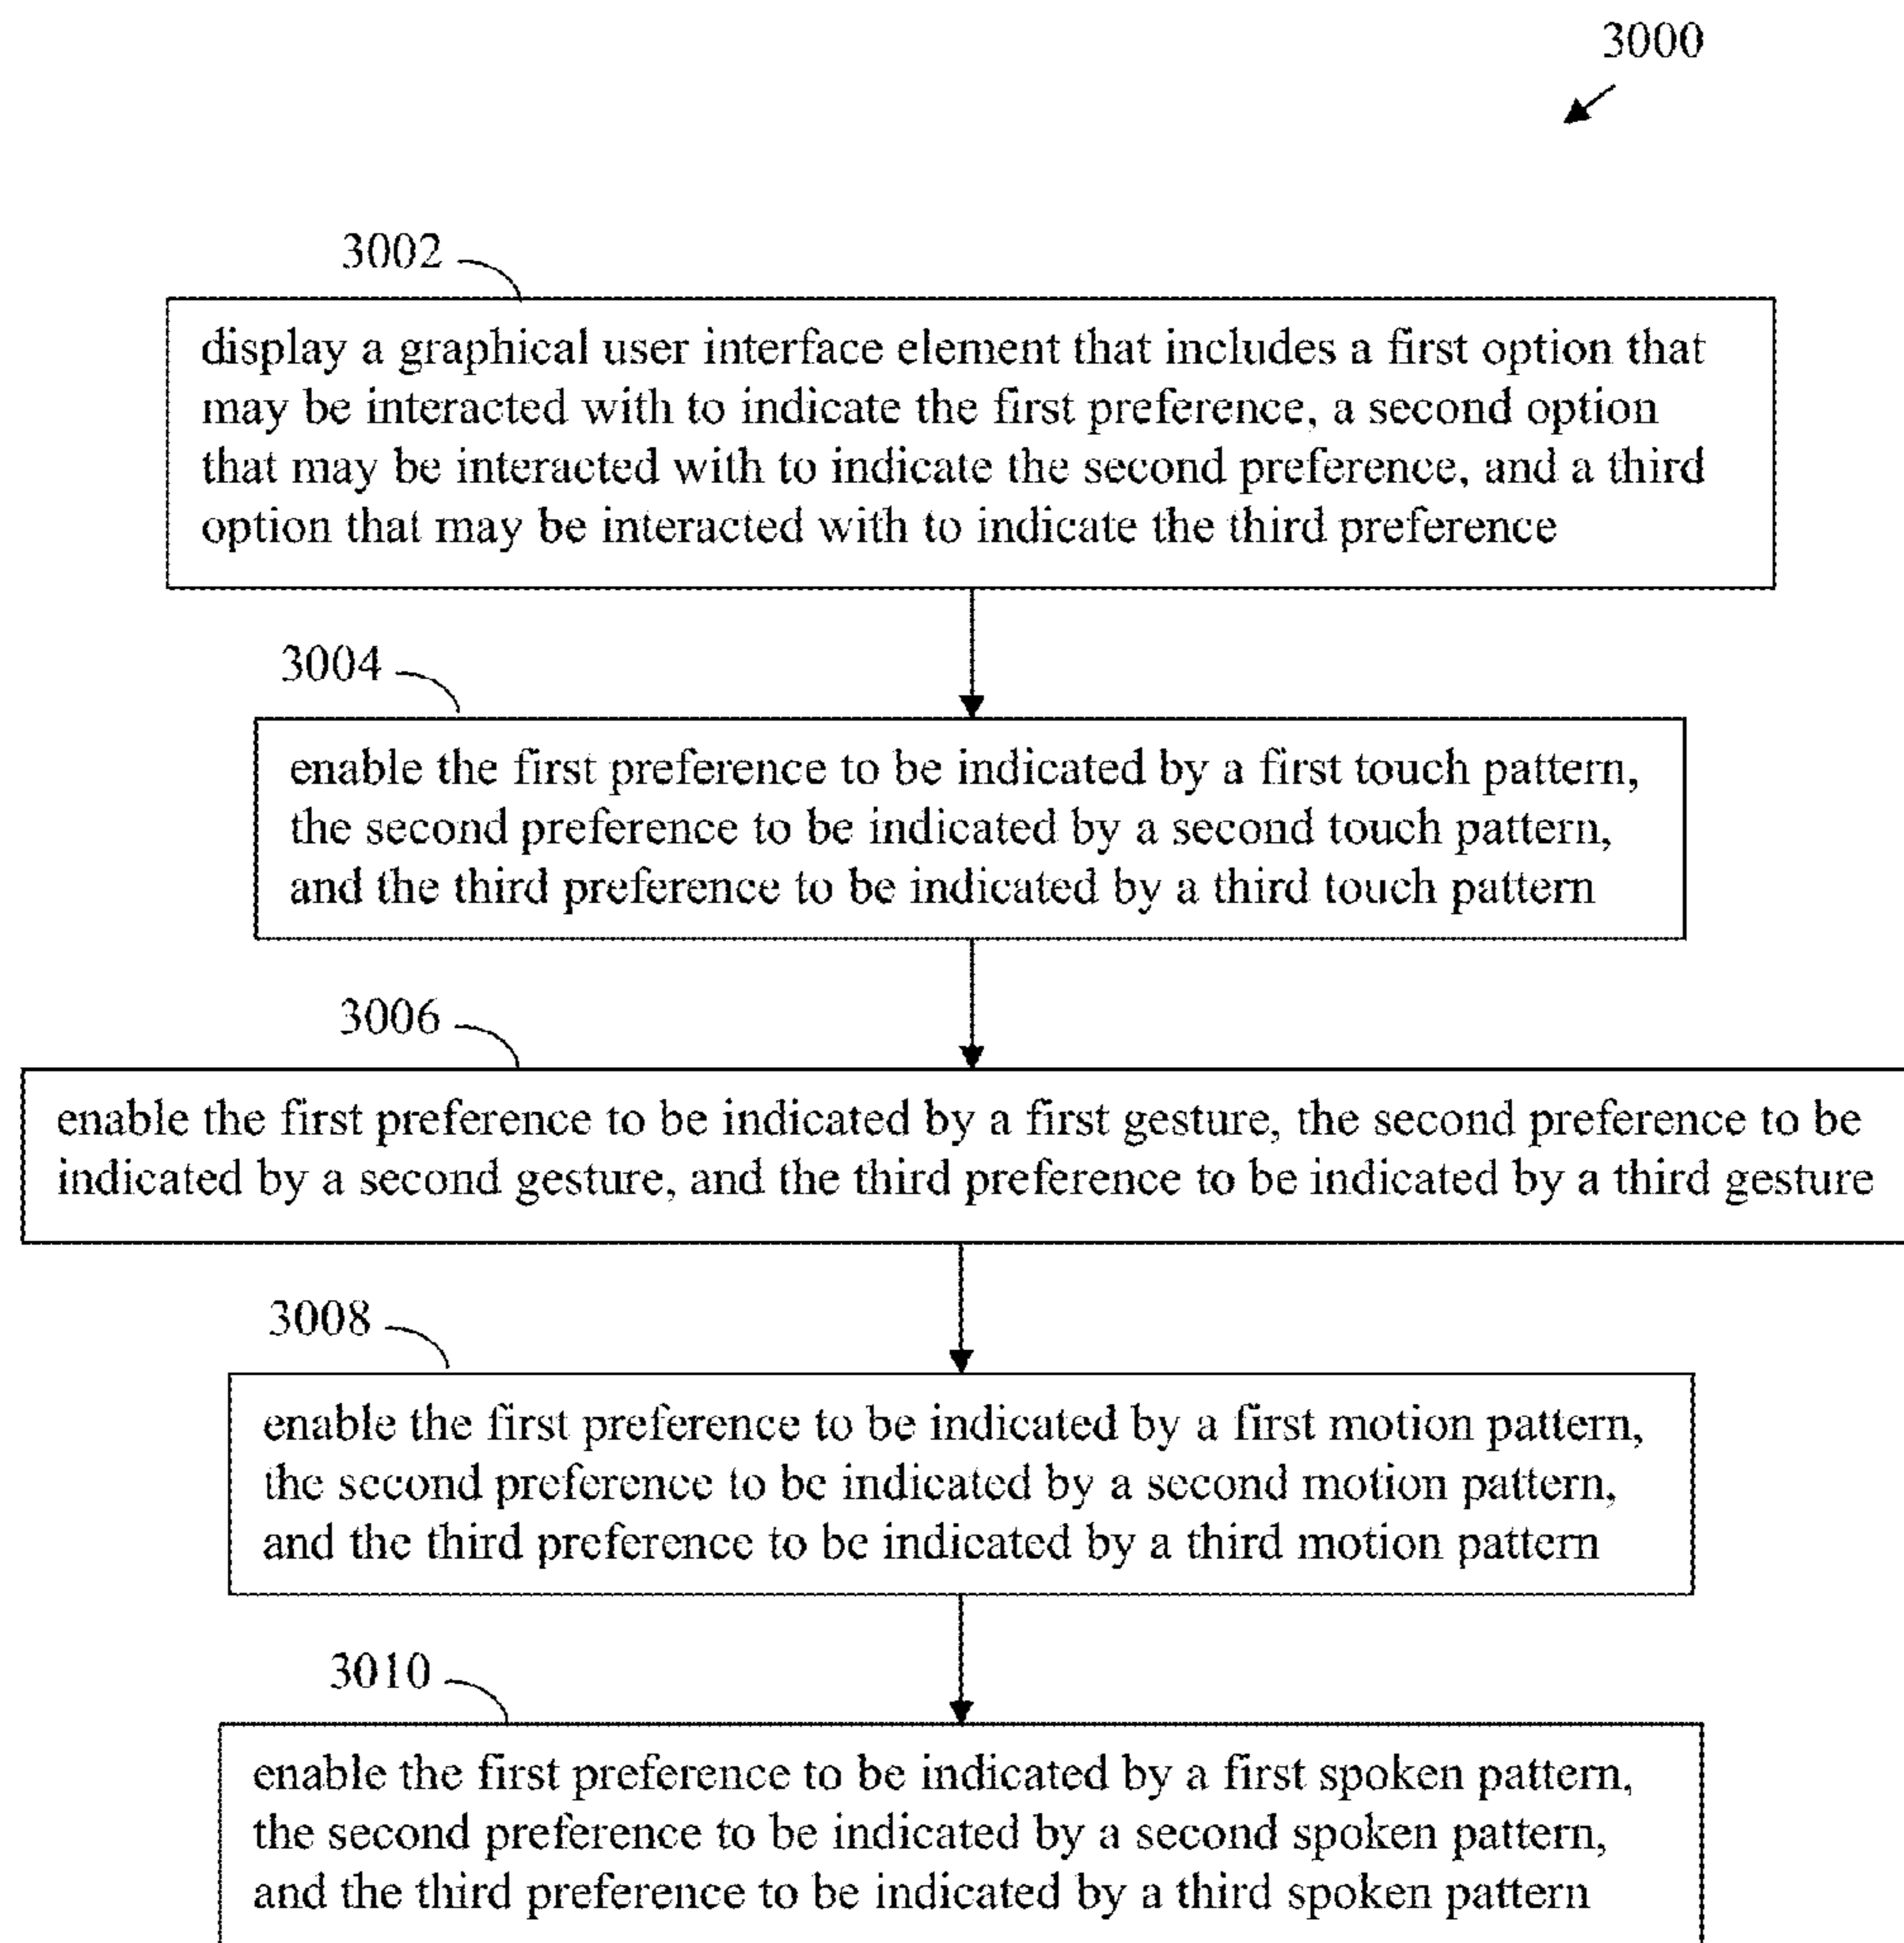 3000
3002
display a graphical user interface element that includes a first option that
may be interacted with to indicate the first preference, a second option
that may be interacted with to indicate the second preference, and a third
option that may be interacted with to indicate the third preference
3004
enable the first preference to be indicated by a first touch pattern,
the second preference to be indicated by a second touch pattern,
and the third preference to be indicated by a third touch pattern
3006
enable the first preference to be indicated by a first gesture, the second preference to be
indicated by a second gesture, and the third preference to be indicated by a third gesture
3008
enable the first preference to be indicated by a first motion pattern,
the second preference to be indicated by a second motion pattern,
and the third preference to be indicated by a third motion pattern
3010
enable the first preference to be indicated by a first spoken pattern,
the second preference to be indicated by a second spoken pattern,
and the third preference to be indicated by a third spoken pattern